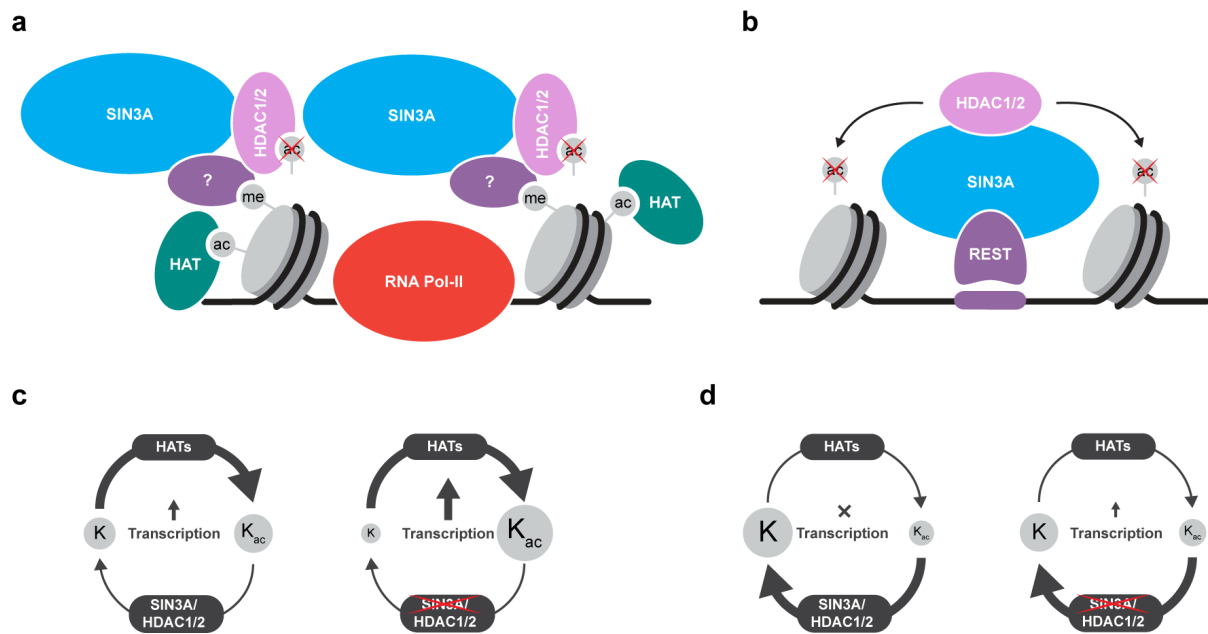 a
SIN3A
HDAC1/2
ac
?
me
HAT
ac
SIN3A
HDAC1/2
ac
?
me
ac
HAT
RNA Pol-II
b
HDAC1/2
ac
ac
SIN3A
REST
c
HATs
K
Transcription
Kac
SIN3A/
HDAC1/2
HATs
K
Transcription
Kac
SIN3A/
HDAC1/2
d
HATs
K
Transcription
Kac
SIN3A/
HDAC1/2
HATs
K
Transcription
Kac
SIN3A/
HDAC1/2